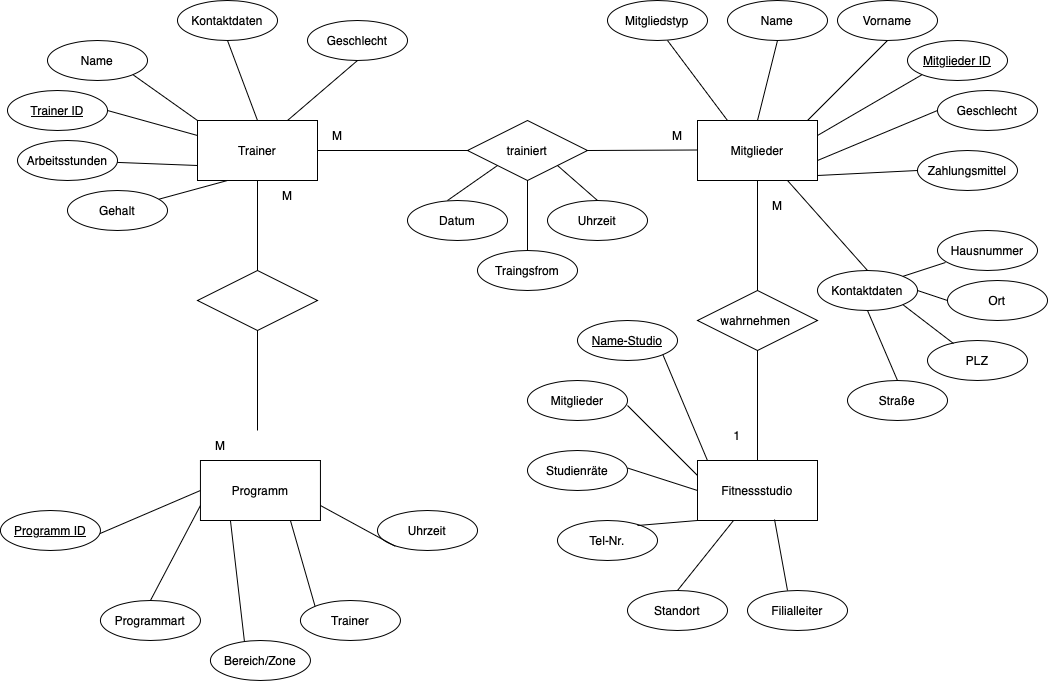 Kontaktdaten
Mitgliedstyp
Name
Vorname
Geschlecht
Name
Mitglieder ID
Trainer ID
Geschlecht
M
M
Trainer
trainiert
Mitglieder
Arbeitsstunden
Zahlungsmittel
M
M
Gehalt
Datum
Uhrzeit
Hausnummer
Traingsfrom
Kontaktdaten
Ort
wahrnehmen
Name-Studio
PLZ
Mitglieder
Straße
1
M
Studienräte
Programm
Fitnessstudio
Programm ID
Uhrzeit
Tel-Nr.
Standort
Filialleiter
Programmart
Trainer
Bereich/Zone